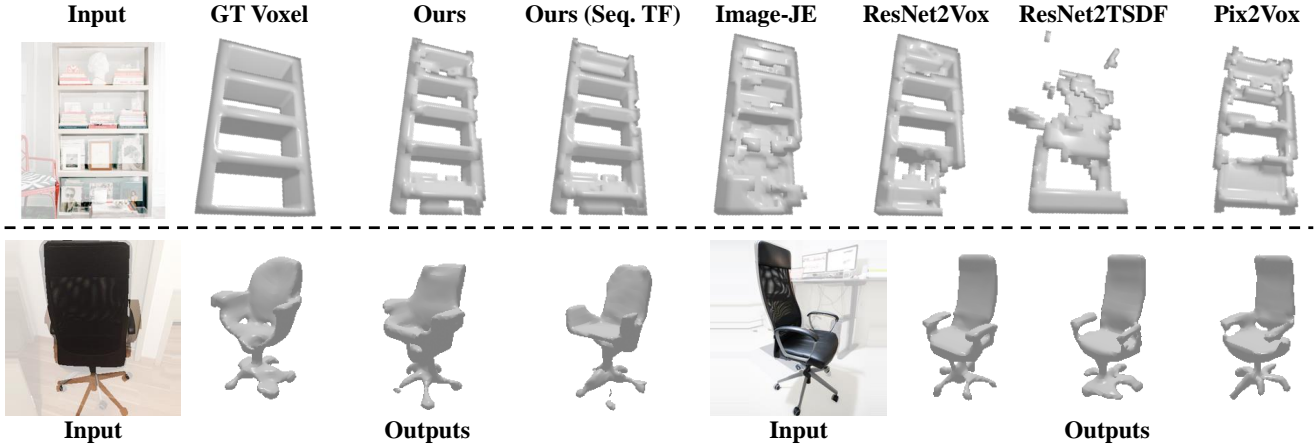 Input GT Voxel Ours Ours (Seq. TF) Image-JE ResNet2Vox ResNet2TSDF Pix2Vox
Input Outputs Input Outputs